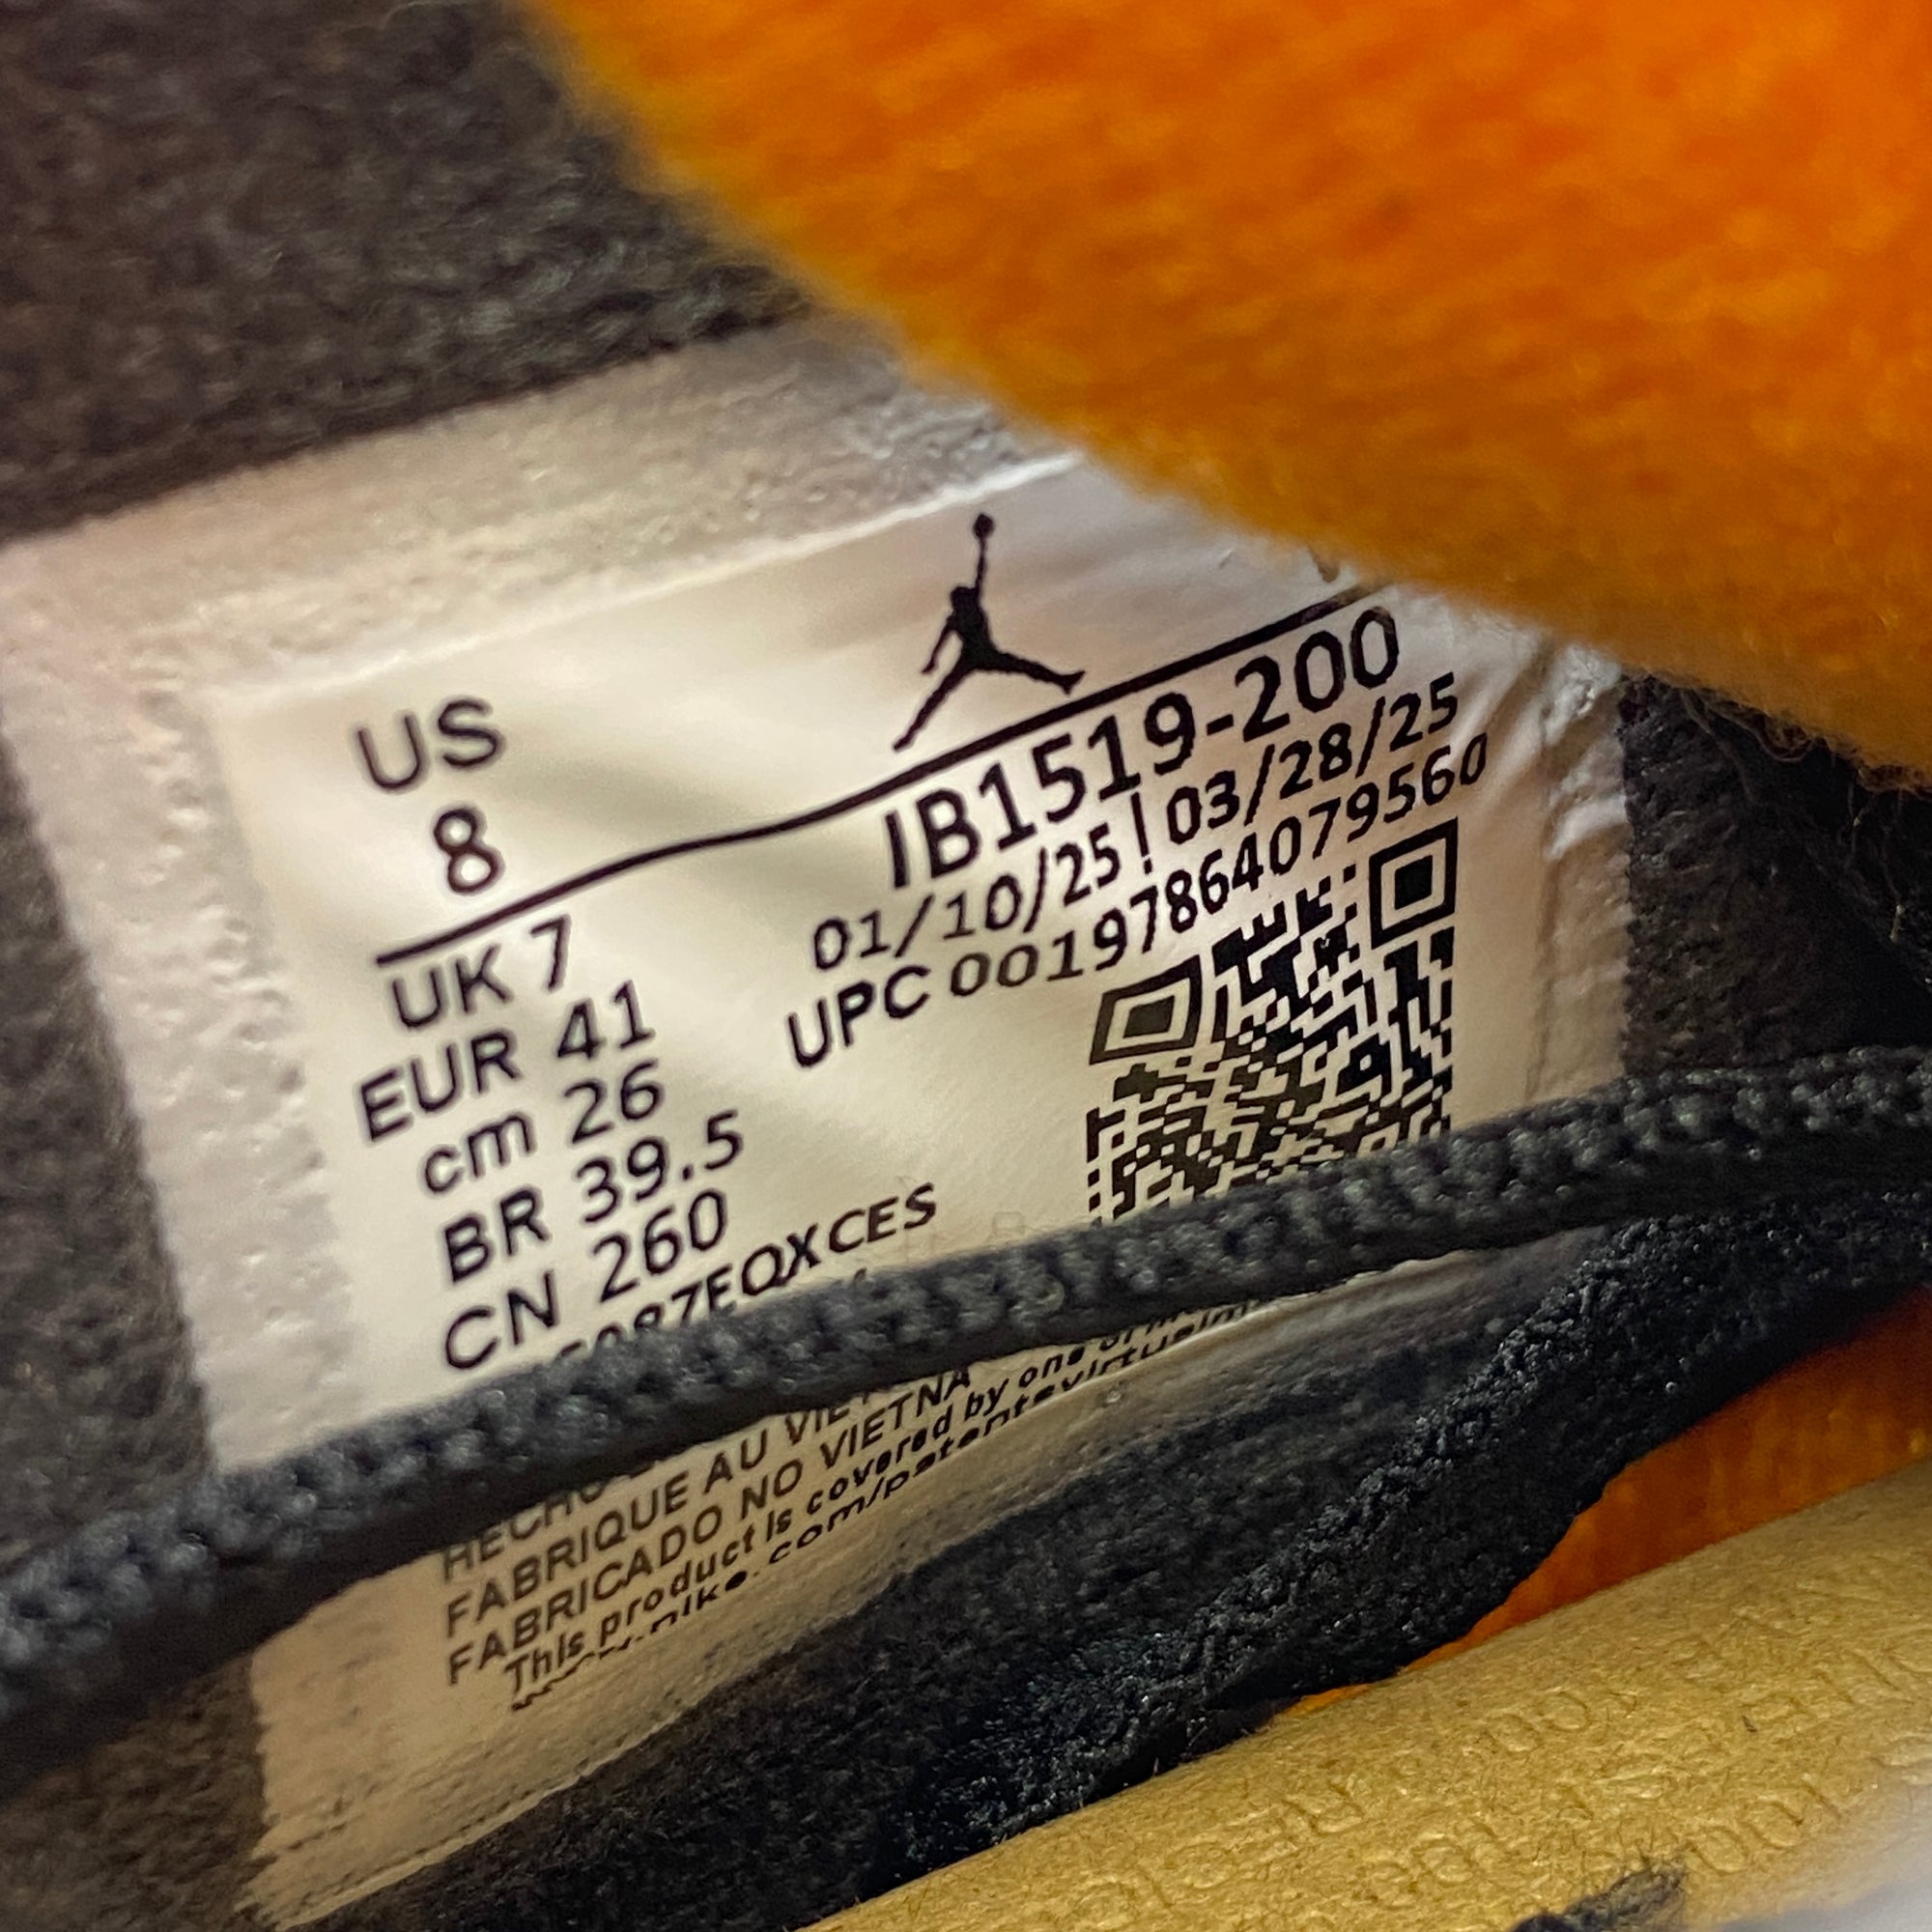 US
8
UK 7
EUR 41
cm 26
BR 39.5
CN 260
IB1519-200
01/10/25 | 03/28/25
UPC 00197864079560
87EQXCES
FABRIQUE AU
FABRICADO NO VIETNA
This product is covered by one